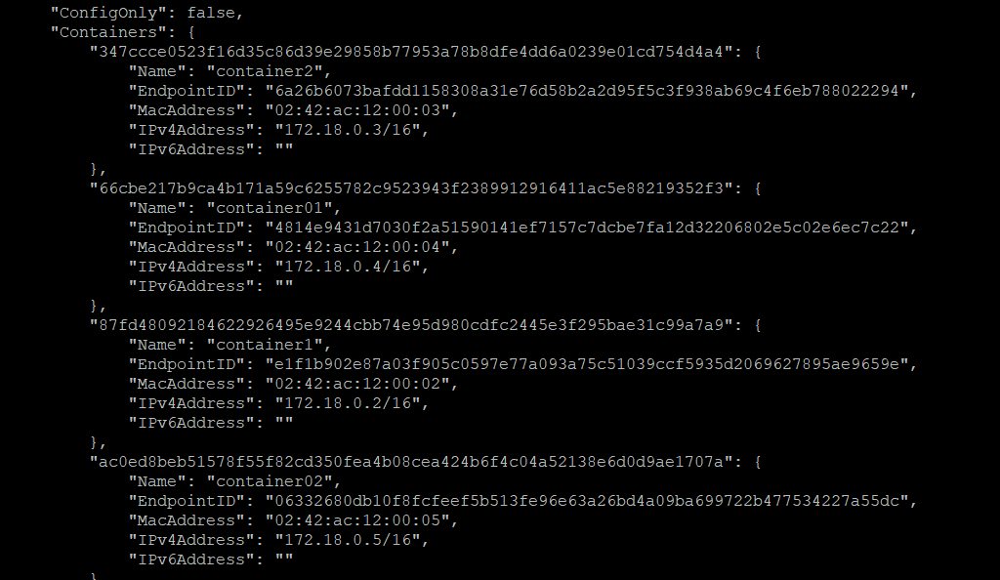 "ConfigOnly": false,
"Containers": {
"347ccce0523f16d35c86d39e29858b77953a78b8dfe4dd6a0239e01cd754d4a4": {
"Name": "container2",
"EndpointID": "6a26b6073bafdd1158308a31e76d58b2a2d95f5c3f938ab69c4f6eb788022294",
"MacAddress": "02:42:ac:12:00:03",
"IPv4Address": "172.18.0.3/16",
"IPv6Address": ""
},
"66cbe217b9ca4b171a59c6255782c9523943f2389912916411ac5e88219352f3": {
"Name": "container01",
"EndpointID": "4814e9431d7030f2a51590141ef7157c7dcbe7fa12d32206802e5c02e6ec7c22",
"MacAddress": "02:42:ac:12:00:04",
"IPv4Address": "172.18.0.4/16",
"IPv6Address": ""
},
"87fd48092184622926495e9244cbb74e95d980cdfc2445e3f295bae31c99a7a9": {
"Name": "container1",
"EndpointID": "e1f1b902e87a03f905c0597e77a093a75c51039ccf5935d2069627895ae9659e",
"MacAddress": "02:42:ac:12:00:02",
"IPv4Address": "172.18.0.2/16",
"IPv6Address": ""
},
"ac0ed8beb51578f55f82cd350fea4b08cea424b6f4c04a52138e6d0d9ae1707a": {
"Name": "container02",
"EndpointID": "06332680db10f8fcfeef5b513fe96e63a26bd4a09ba699722b477534227a55dc",
"MacAddress": "02:42:ac:12:00:05",
"IPv4Address": "172.18.0.5/16",
"IPv6Address": ""
}